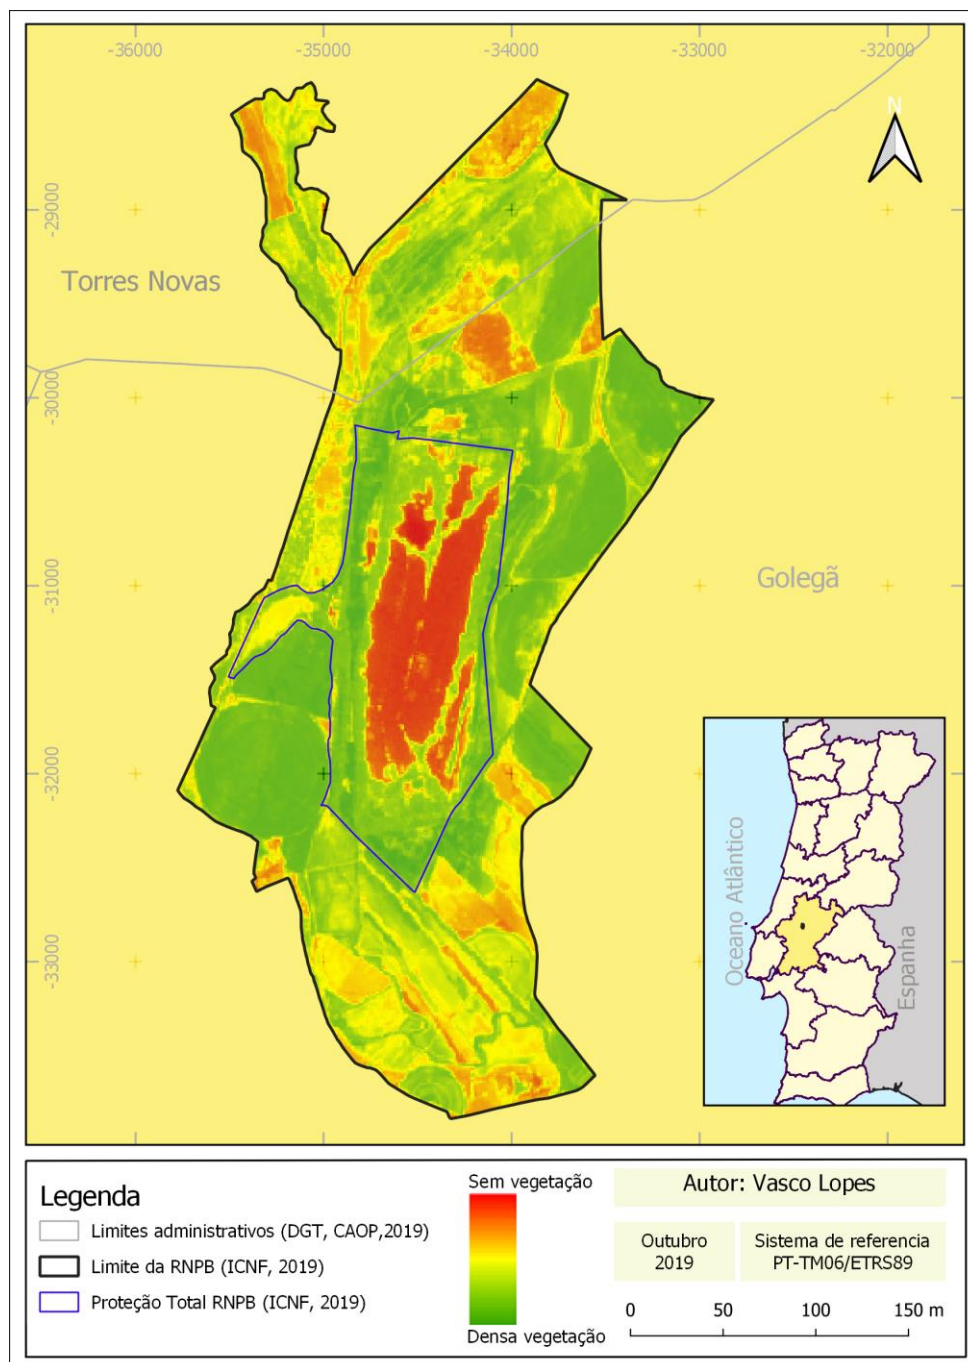 -36000
-35000
-34000
-33000
-32000
N
-29000
Torres Novas
-30000
-31000
Golegã
-32000
-33000
Oceano Atlântico
Espanha
Legenda
Limites administrativos (DGT, CAOP,2019)
Limite da RNPB (ICNF, 2019)
Proteção Total RNPB (ICNF, 2019)
Sem vegetação
Densa vegetação
Autor: Vasco Lopes
Outubro
2019
Sistema de referencia
PT-TM06/ETRS89
0 50 100 150 m